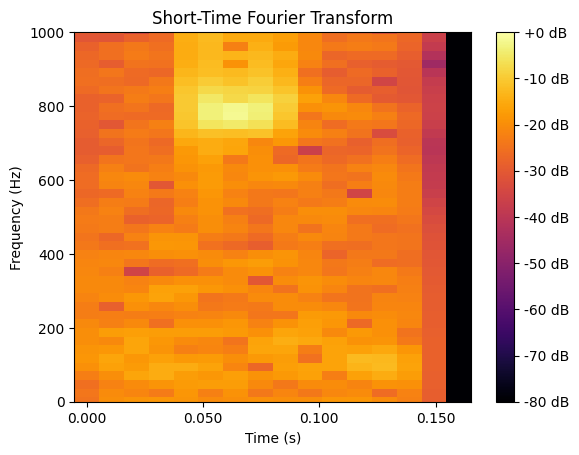 Short-Time Fourier Transform
Frequency (Hz)
1000
800
600
400
200
0
0.000
0.050
0.100
0.150
Time (s)
+0 dB
-10 dB
-20 dB
-30 dB
-40 dB
-50 dB
-60 dB
-70 dB
-80 dB